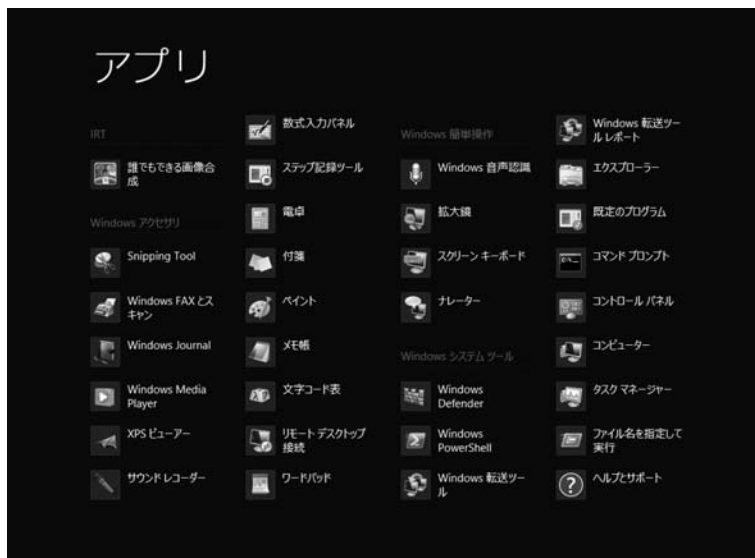 アプリ
IRT
誰でもできる画像合
成
Windows アクセサリ
Snipping Tool
Windows FAX とス
キャン
Windows Journal
Windows Media
Player
XPS ビューアー
サウンド レコーダー
数式入力パネル
ステップ記録ツール
電卓
付箋
ペイント
メモ帳
文字コード表
リモート デスクトップ
接続
ワードパッド
Windows 簡単操作
Windows 音声認識
拡大鏡
スクリーン キーボード
ナレーター
Windows システム ツール
Windows
Defender
Windows
PowerShell
Windows 転送ツー
ル
Windows 転送ツー
ル レポート
エクスプローラー
既定のプログラム
コマンド プロンプト
コントロール パネル
コンピューター
タスク マネージャー
ファイル名を指定して
実行
ヘルプとサポート